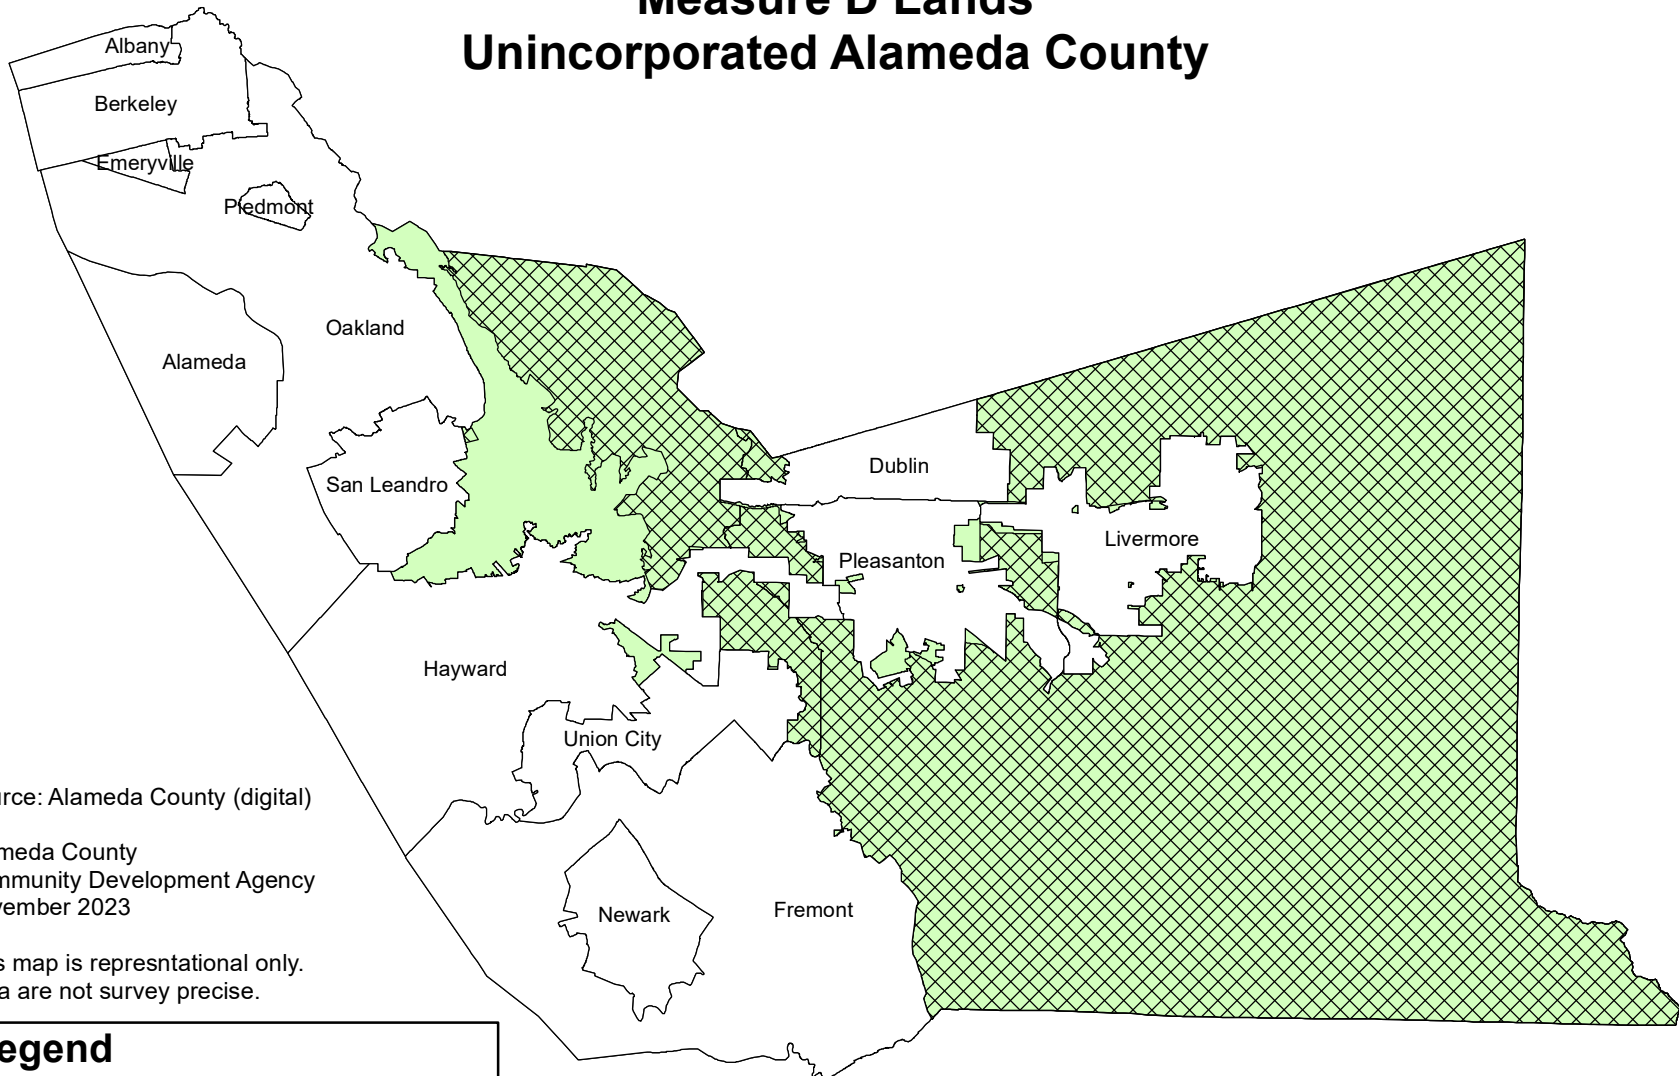 Measure D Lands
Unincorporated Alameda County
Albany
Berkeley
Emeryville
Piedmont
Oakland
Alameda
San Leandro
Dublin
Livermore
Pleasanton
Hayward
Union City
Newark
Fremont
urce: Alameda County (digital)
meda County
mmunity Development Agency
vember 2023
s map is represntational only.
a are not survey precise.
egend